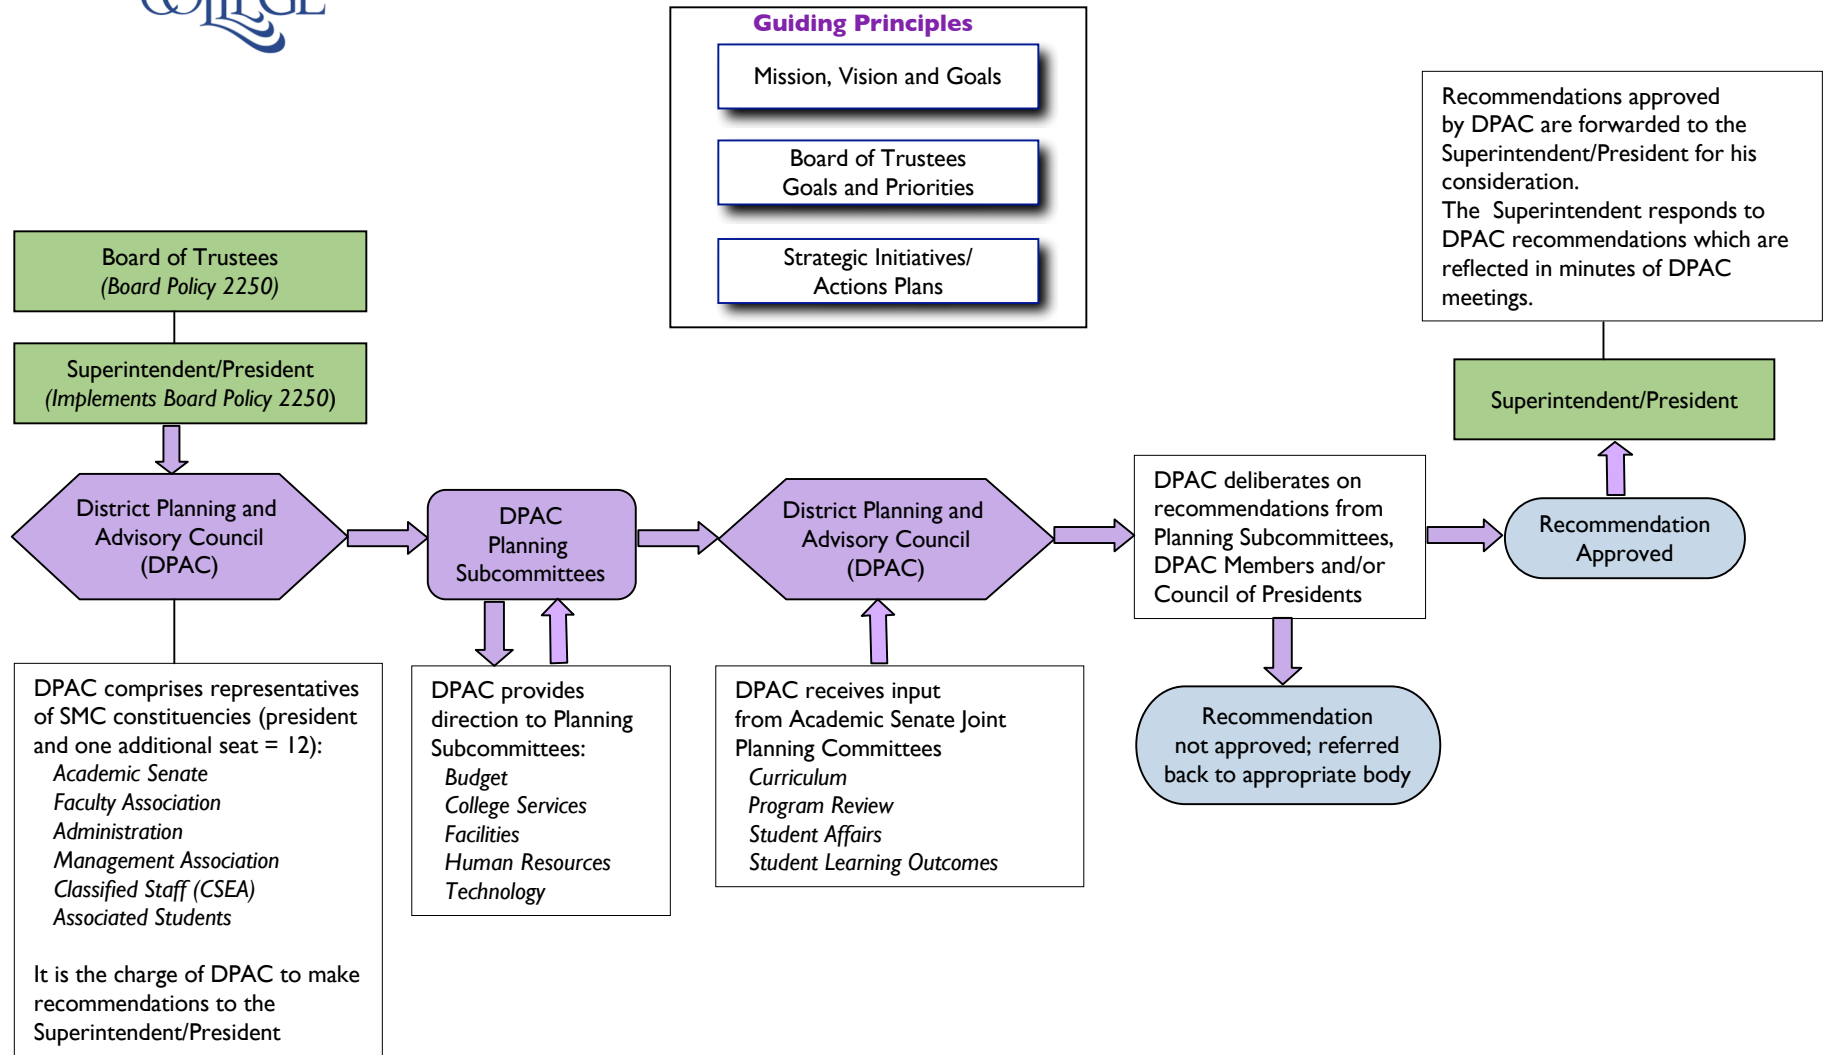 COLLEGE
Guiding Principles
Mission, Vision and Goals
Board of Trustees
Goals and Priorities
Strategic Initiatives/
Actions Plans
Recommendations approved
by DPAC are forwarded to the
Superintendent/President for his
consideration.
The  Superintendent responds to
DPAC recommendations which are
reflected in minutes of DPAC
meetings.
Board of Trustees
(Board Policy 2250)
Superintendent/President
(Implements Board Policy 2250)
Superintendent/President
District Planning and
Advisory Council
(DPAC)
DPAC
Planning
Subcommittees
District Planning and
Advisory Council
(DPAC)
DPAC deliberates on
recommendations from
Planning Subcommittees,
DPAC Members and/or
Council of Presidents
Recommendation
Approved
DPAC comprises representatives
of SMC constituencies (president
and one additional seat = 12):
Academic Senate
Faculty Association
Administration
Management Association
Classified Staff (CSEA)
Associated Students
It is the charge of DPAC to make
recommendations to the
Superintendent/President
DPAC provides
direction to Planning
Subcommittees:
Budget
College Services
Facilities
Human Resources
Technology
DPAC receives input
from Academic Senate Joint
Planning Committees
Curriculum
Program Review
Student Affairs
Student Learning Outcomes
Recommendation
not approved; referred
back to appropriate body